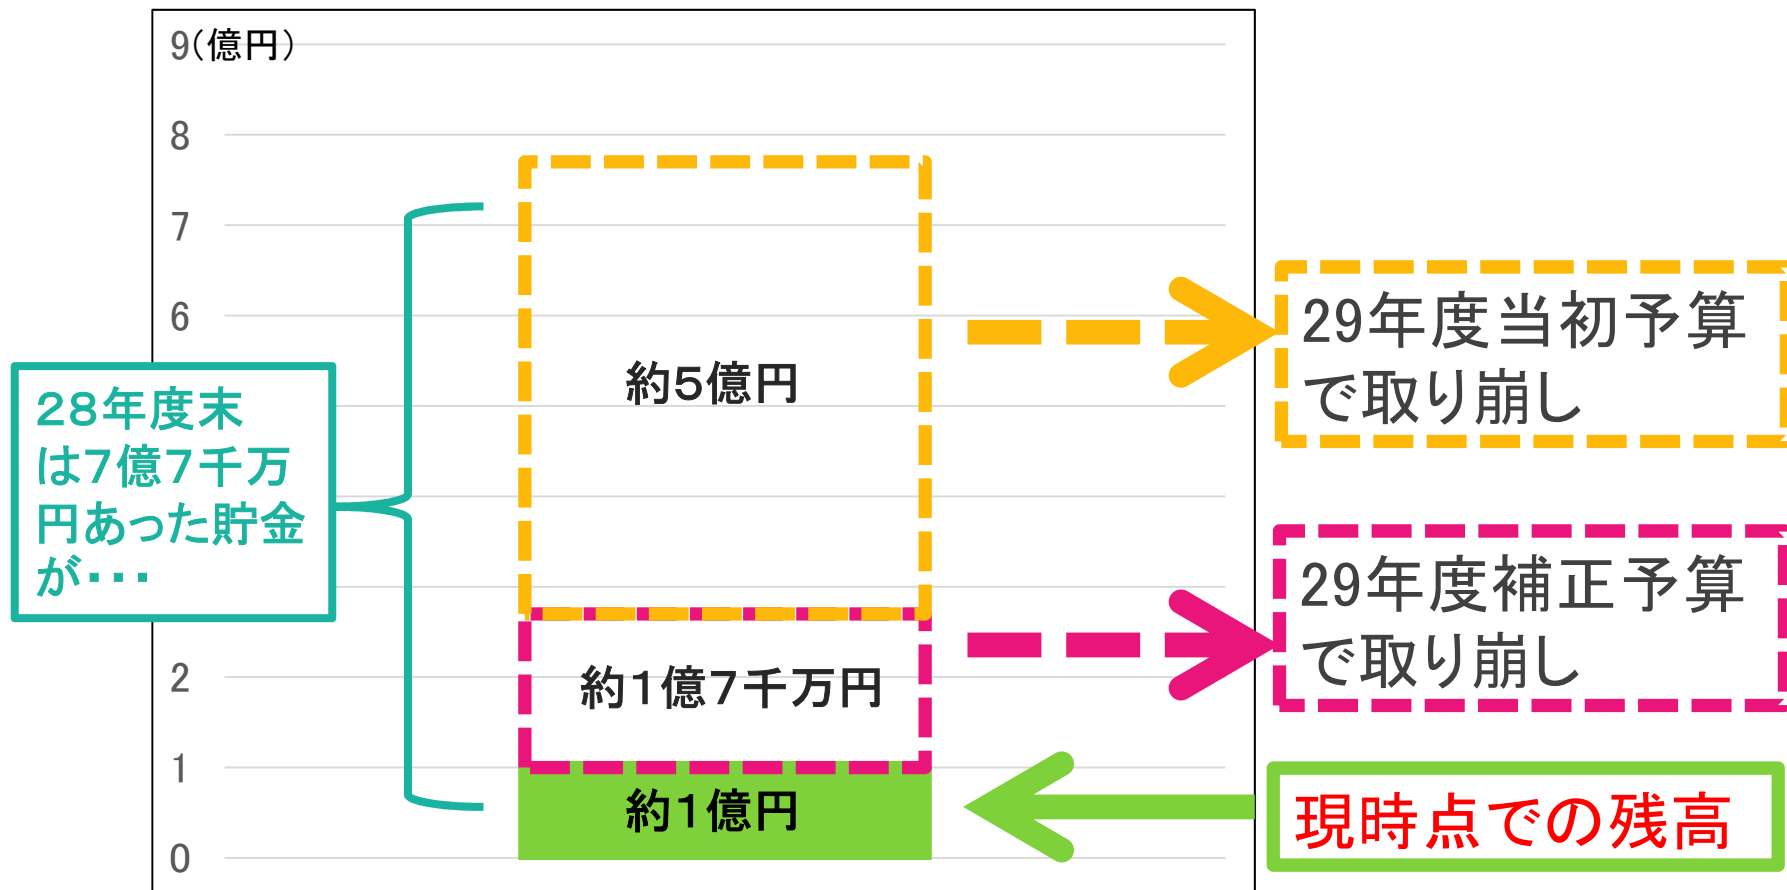 9(億円)
8
7
6
2
1
0
28年度末
は7億7千万
円あった貯金
が・・・
約5億円
約1億7千万円
約1億円
29年度当初予算
で取り崩し
29年度補正予算
で取り崩し
現時点での残高